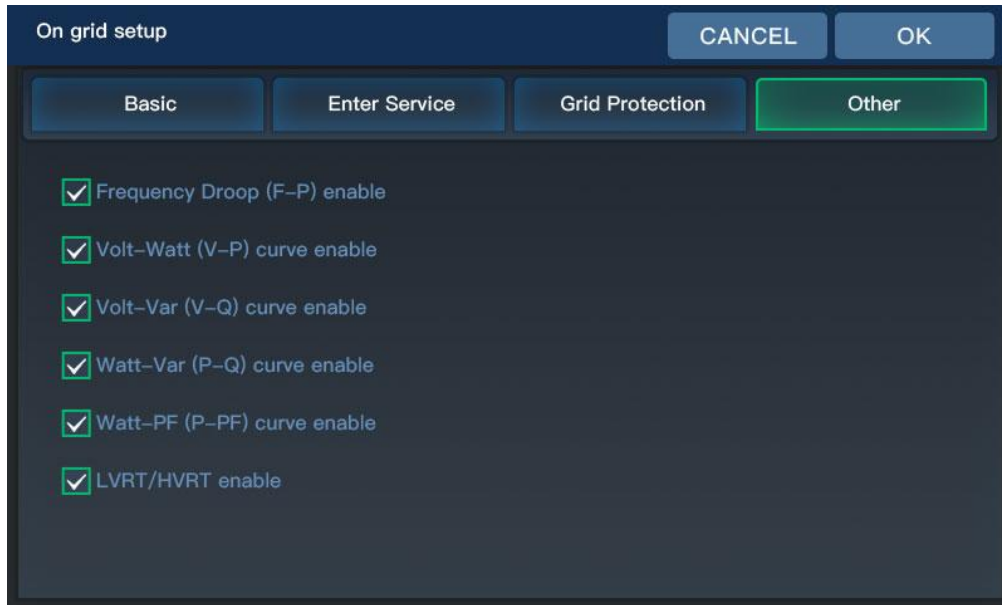 On grid setup CANCEL OK
Basic Enter Service Grid Protection Other
Frequency Droop (F-P) enable
Volt-Watt (V-P) curve enable
Volt-Var (V-Q) curve enable
Watt-Var (P-Q) curve enable
Watt-PF (P-PF) curve enable
LVRT/HVRT enable